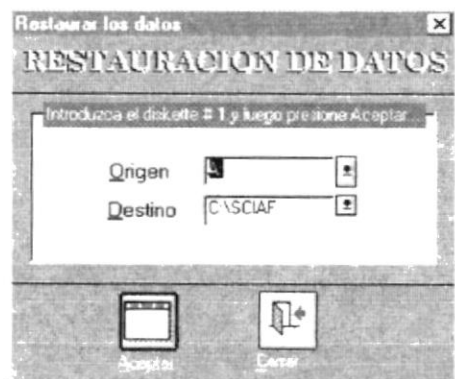 Restaurar los datos
RESTAURACION DE DATOS
Introduzca el diskette # 1 y luego presione Aceptar...
Origen
Destino C:\SCIAF
Aceptar Cerrar